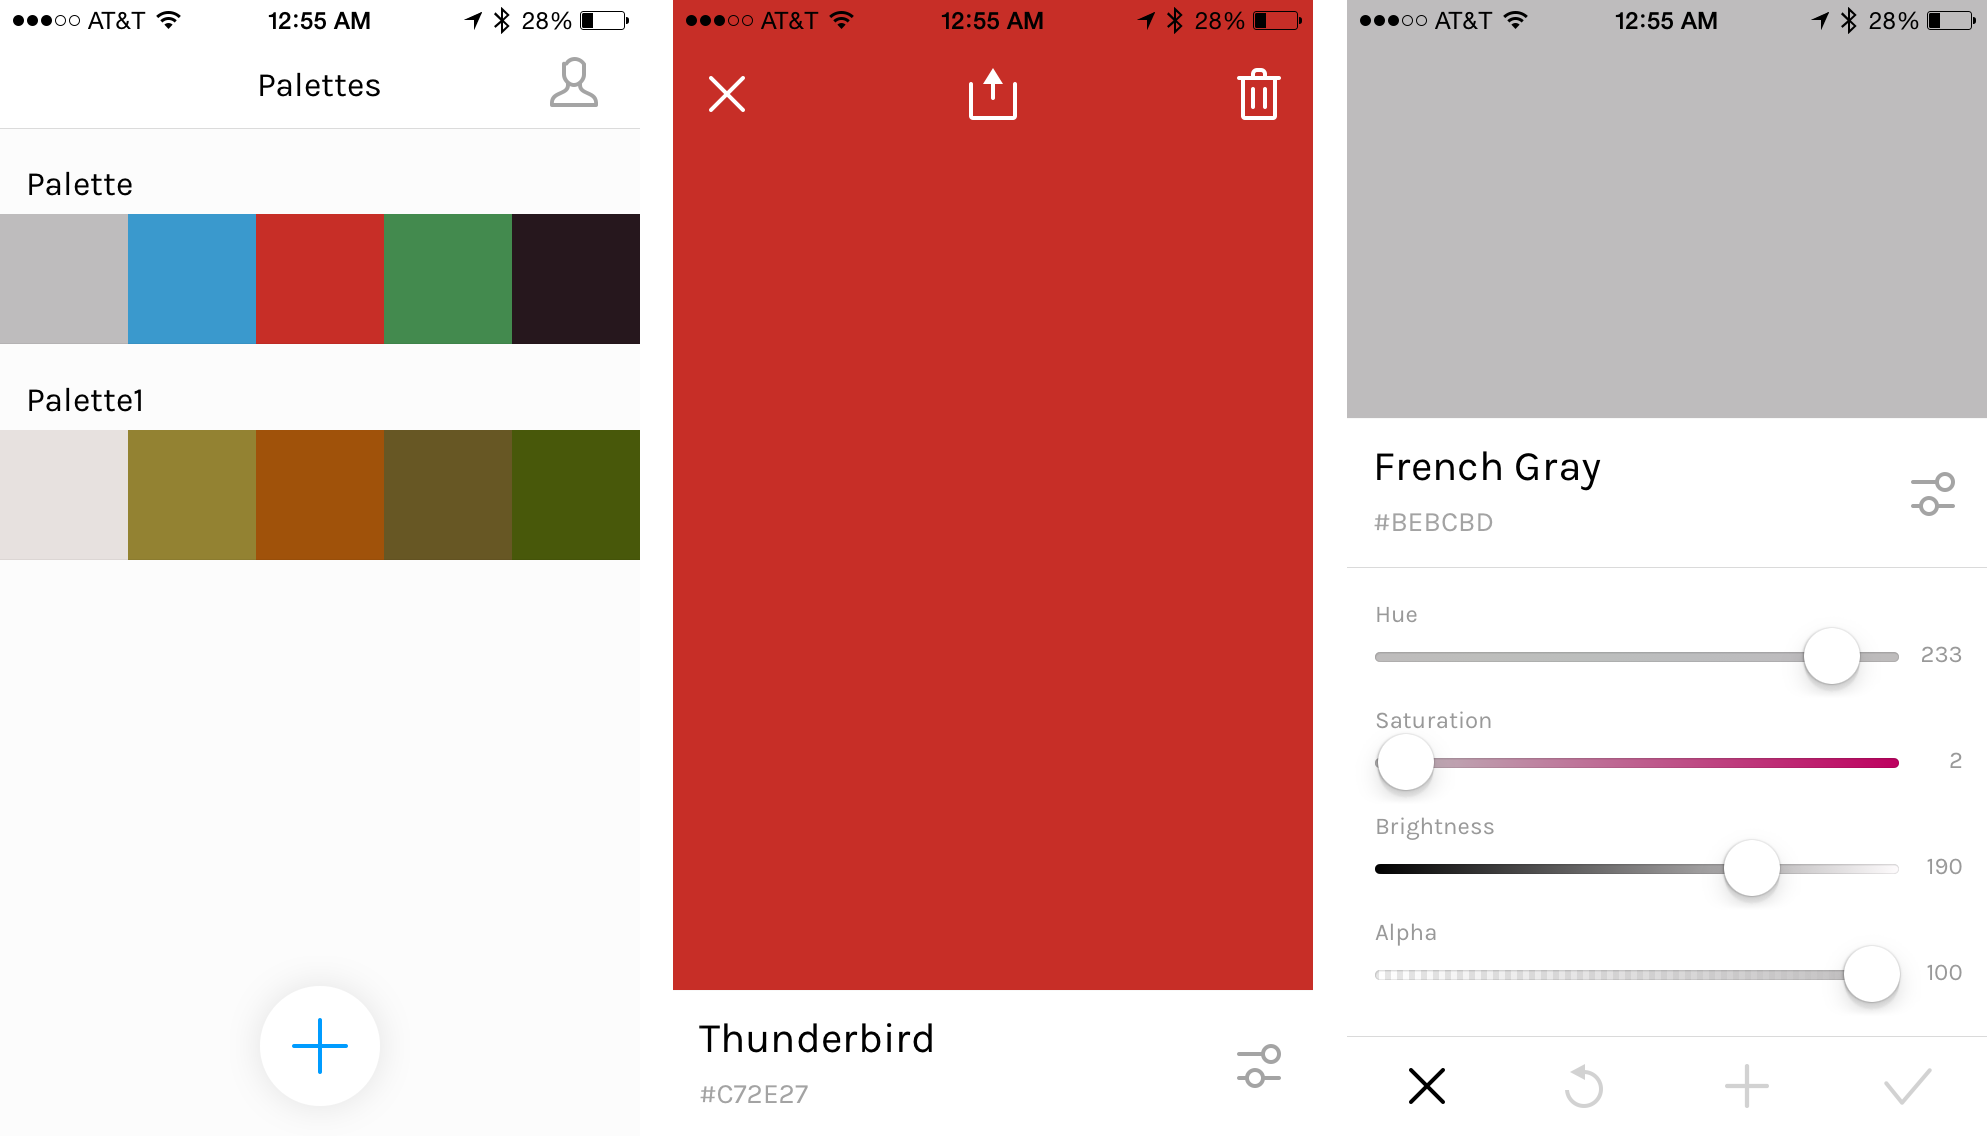 AT&T 12:55 AM 28%
Palettes
Palette
Palette1
AT&T 12:55 AM 28%
Thunderbird
#C72E27
AT&T 12:55 AM 28%
French Gray
#BEBCBD
Hue
233
Saturation
2
Brightness
190
Alpha
100